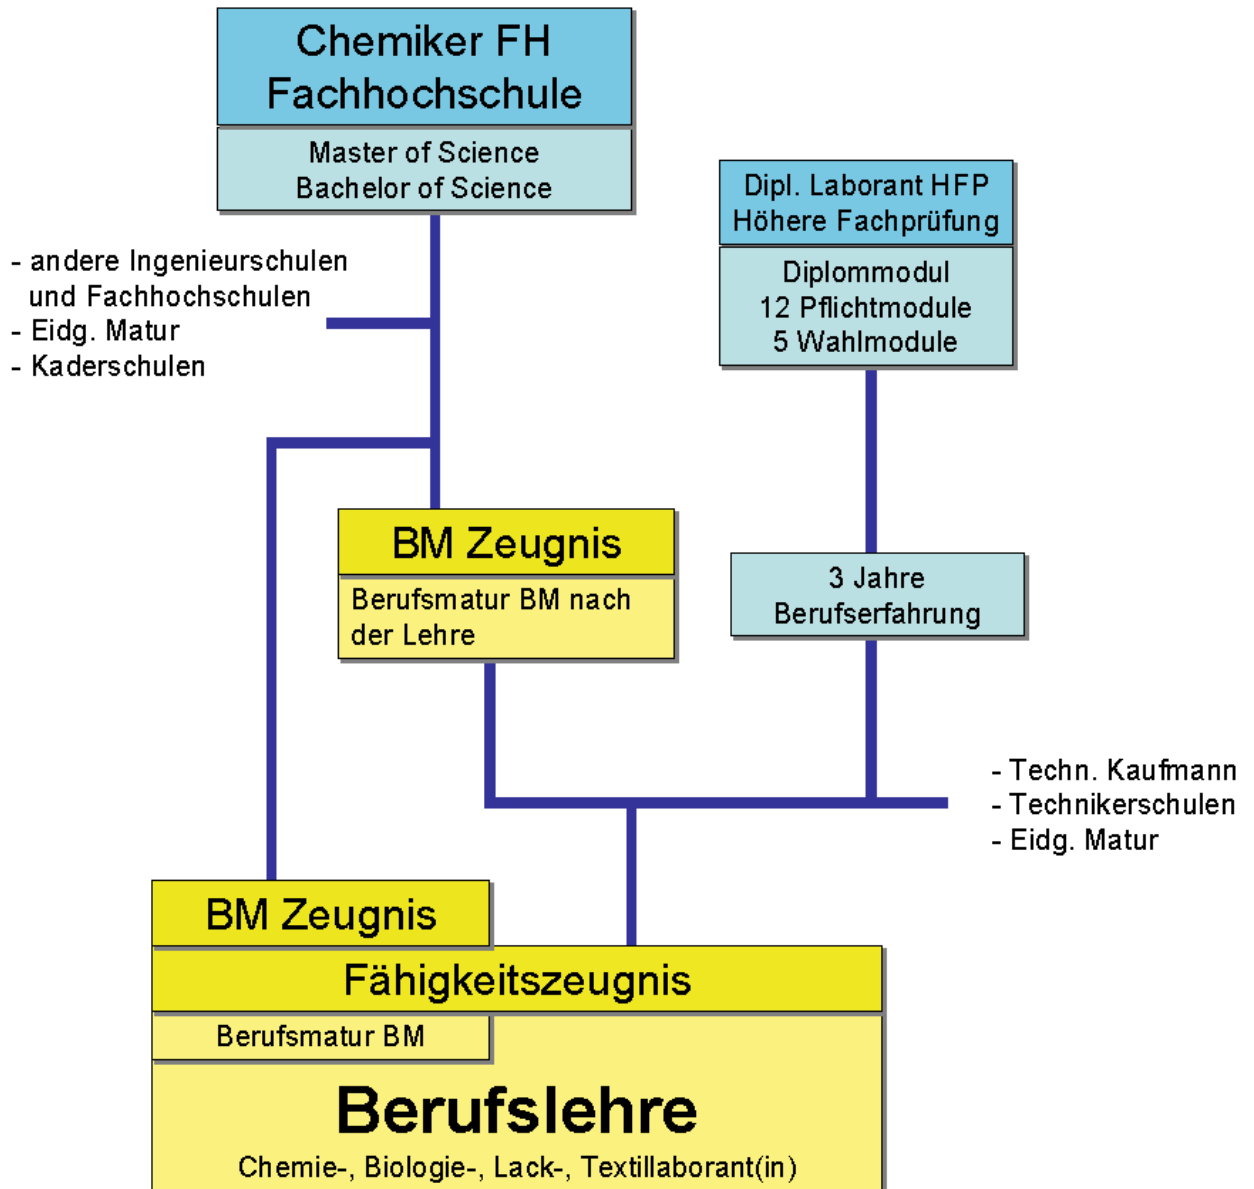 Chemiker FH
Fachhochschule
Master of Science
Bachelor of Science
Dipl. Laborant HFP
Höhere Fachprüfung
Diplommodul
12 Pflichtmodule
5 Wahlmodule
- andere Ingenieurschulen
und Fachhochschulen
- Eidg. Matur
- Kaderschulen
BM Zeugnis
Berufsmatur BM nach
der Lehre
3 Jahre
Berufserfahrung
- Techn. Kaufmann
- Technikerschulen
- Eidg. Matur
BM Zeugnis
Fähigkeitszeugnis
Berufsmatur BM
Berufslehre
Chemie-, Biologie-, Lack-, Textillaborant(in)